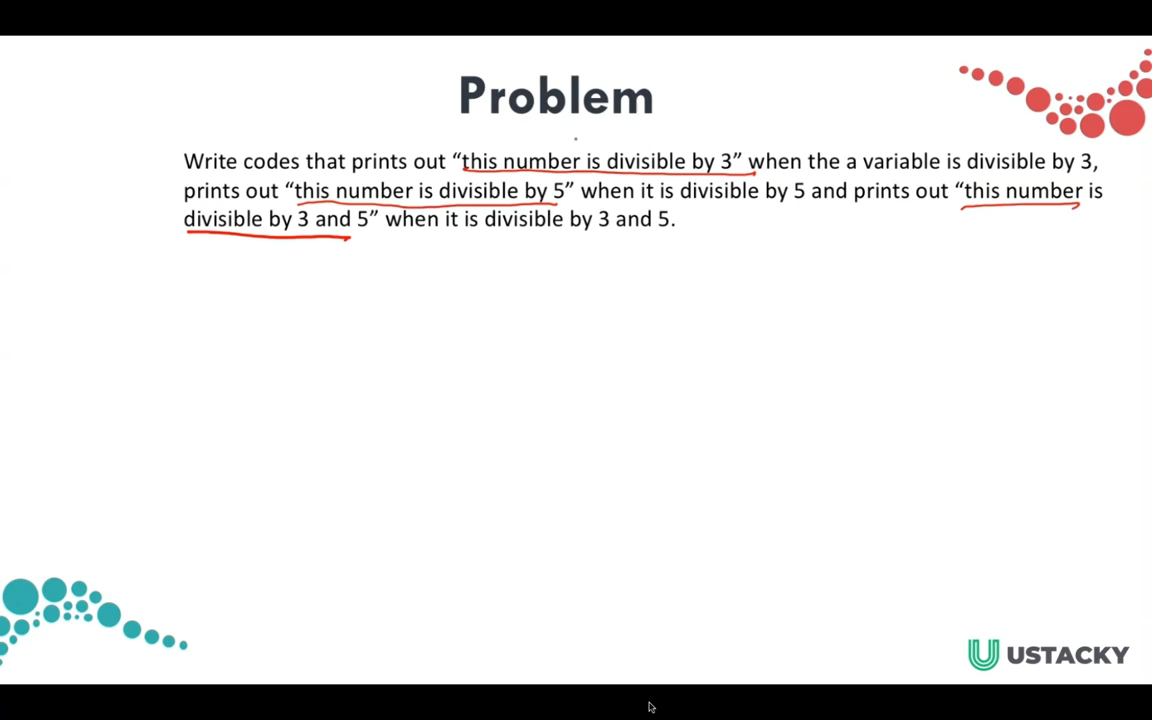 Problem
Write codes that prints out “this number is divisible by 3” when the a variable is divisible by 3,
prints out “this number is divisible by 5” when it is divisible by 5 and prints out “this number is
divisible by 3 and 5” when it is divisible by 3 and 5.
USTACKY